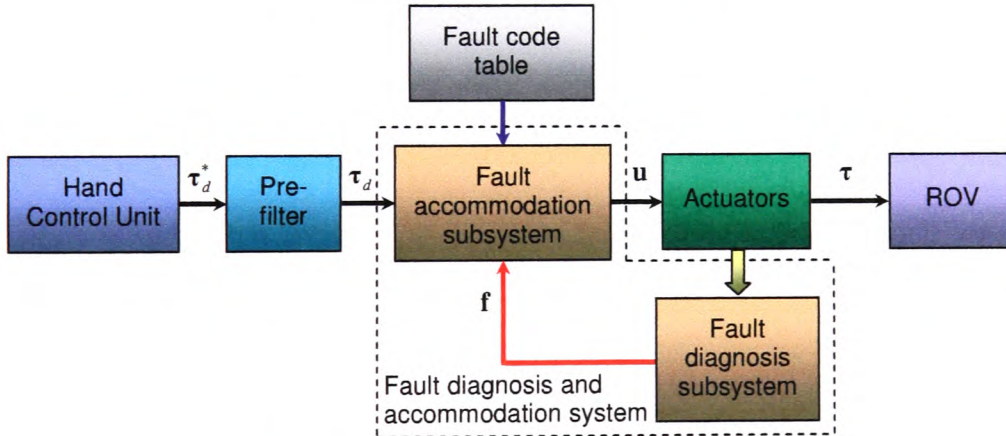 Fault code
table
Hand
Control Unit
τ*d
Pre-
filter
τd
Fault
accommodation
subsystem
u
Actuators
τ
ROV
f
Fault
diagnosis
subsystem
Fault diagnosis and
accommodation system